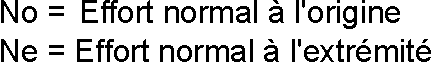 No = Effort normal à l'origine
Ne = Effort normal à l'extrémité